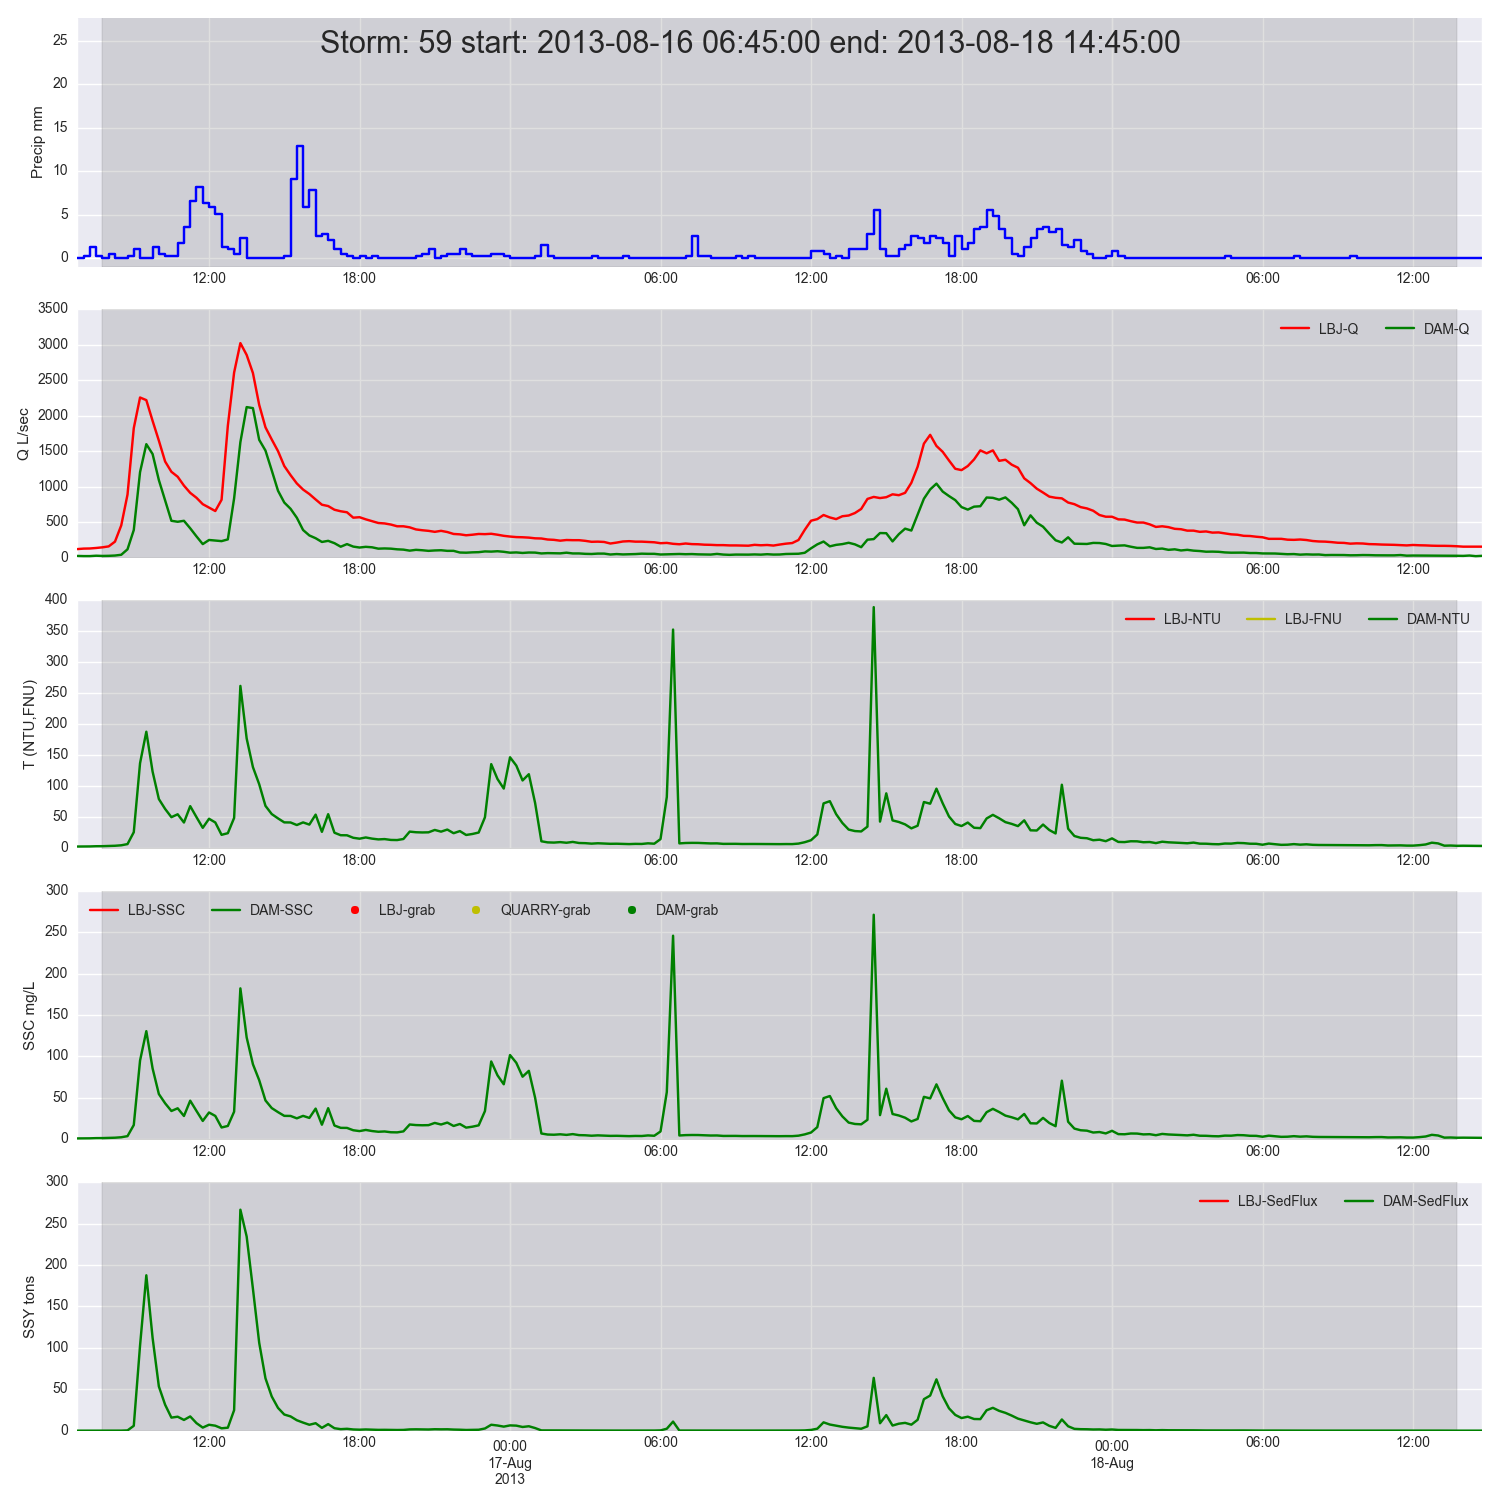 Storm: 59 start: 2013-08-16 06:45:00 end: 2013-08-18 14:45:00
Precip mm
25
20
15
10
5
0
12:00 18:00 06:00 12:00 18:00 06:00 12:00
Q L/sec
LBJ-Q DAM-Q
3500
3000
2500
2000
1500
1000
500
0
12:00 18:00 06:00 12:00 18:00 06:00 12:00
T (NTU,FNU)
LBJ-NTU LBJ-FNU DAM-NTU
400
350
300
250
200
150
100
50
0
12:00 18:00 06:00 12:00 18:00 06:00 12:00
SSC mg/L
LBJ-SSC DAM-SSC LBJ-grab QUARRY-grab DAM-grab
300
250
200
150
100
50
0
12:00 18:00 06:00 12:00 18:00 06:00 12:00
SSY tons
LBJ-SedFlux DAM-SedFlux
300
250
200
150
100
50
0
12:00 18:00 00:00 06:00 12:00 18:00 00:00 06:00 12:00
17-Aug 18-Aug
2013